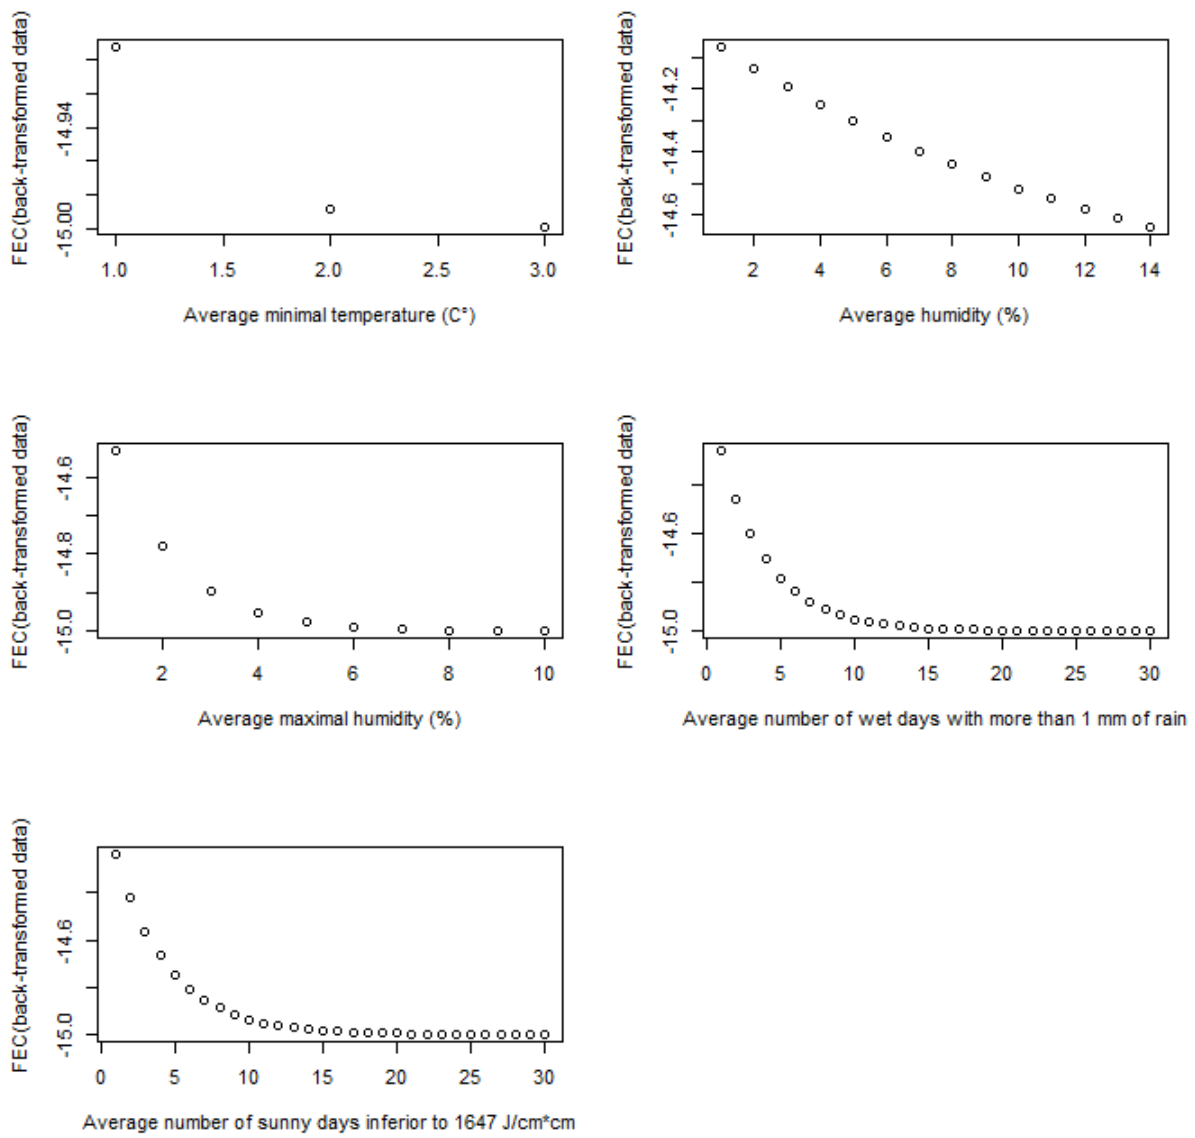 FEC(back-transformed data)
-14.94
-15.00
1.0 1.5 2.0 2.5 3.0
Average minimal temperature (C°)
FEC(back-transformed data)
-14.2
-14.4
-14.6
2 4 6 8 10 12 14
Average humidity (%)
FEC(back-transformed data)
-14.6
-14.8
-15.0
2 4 6 8 10
Average maximal humidity (%)
FEC(back-transformed data)
-14.6
-15.0
0 5 10 15 20 25 30
Average number of wet days with more than 1 mm of rain
FEC(back-transformed data)
-14.6
-15.0
0 5 10 15 20 25 30
Average number of sunny days inferior to 1647 J/cm*cm